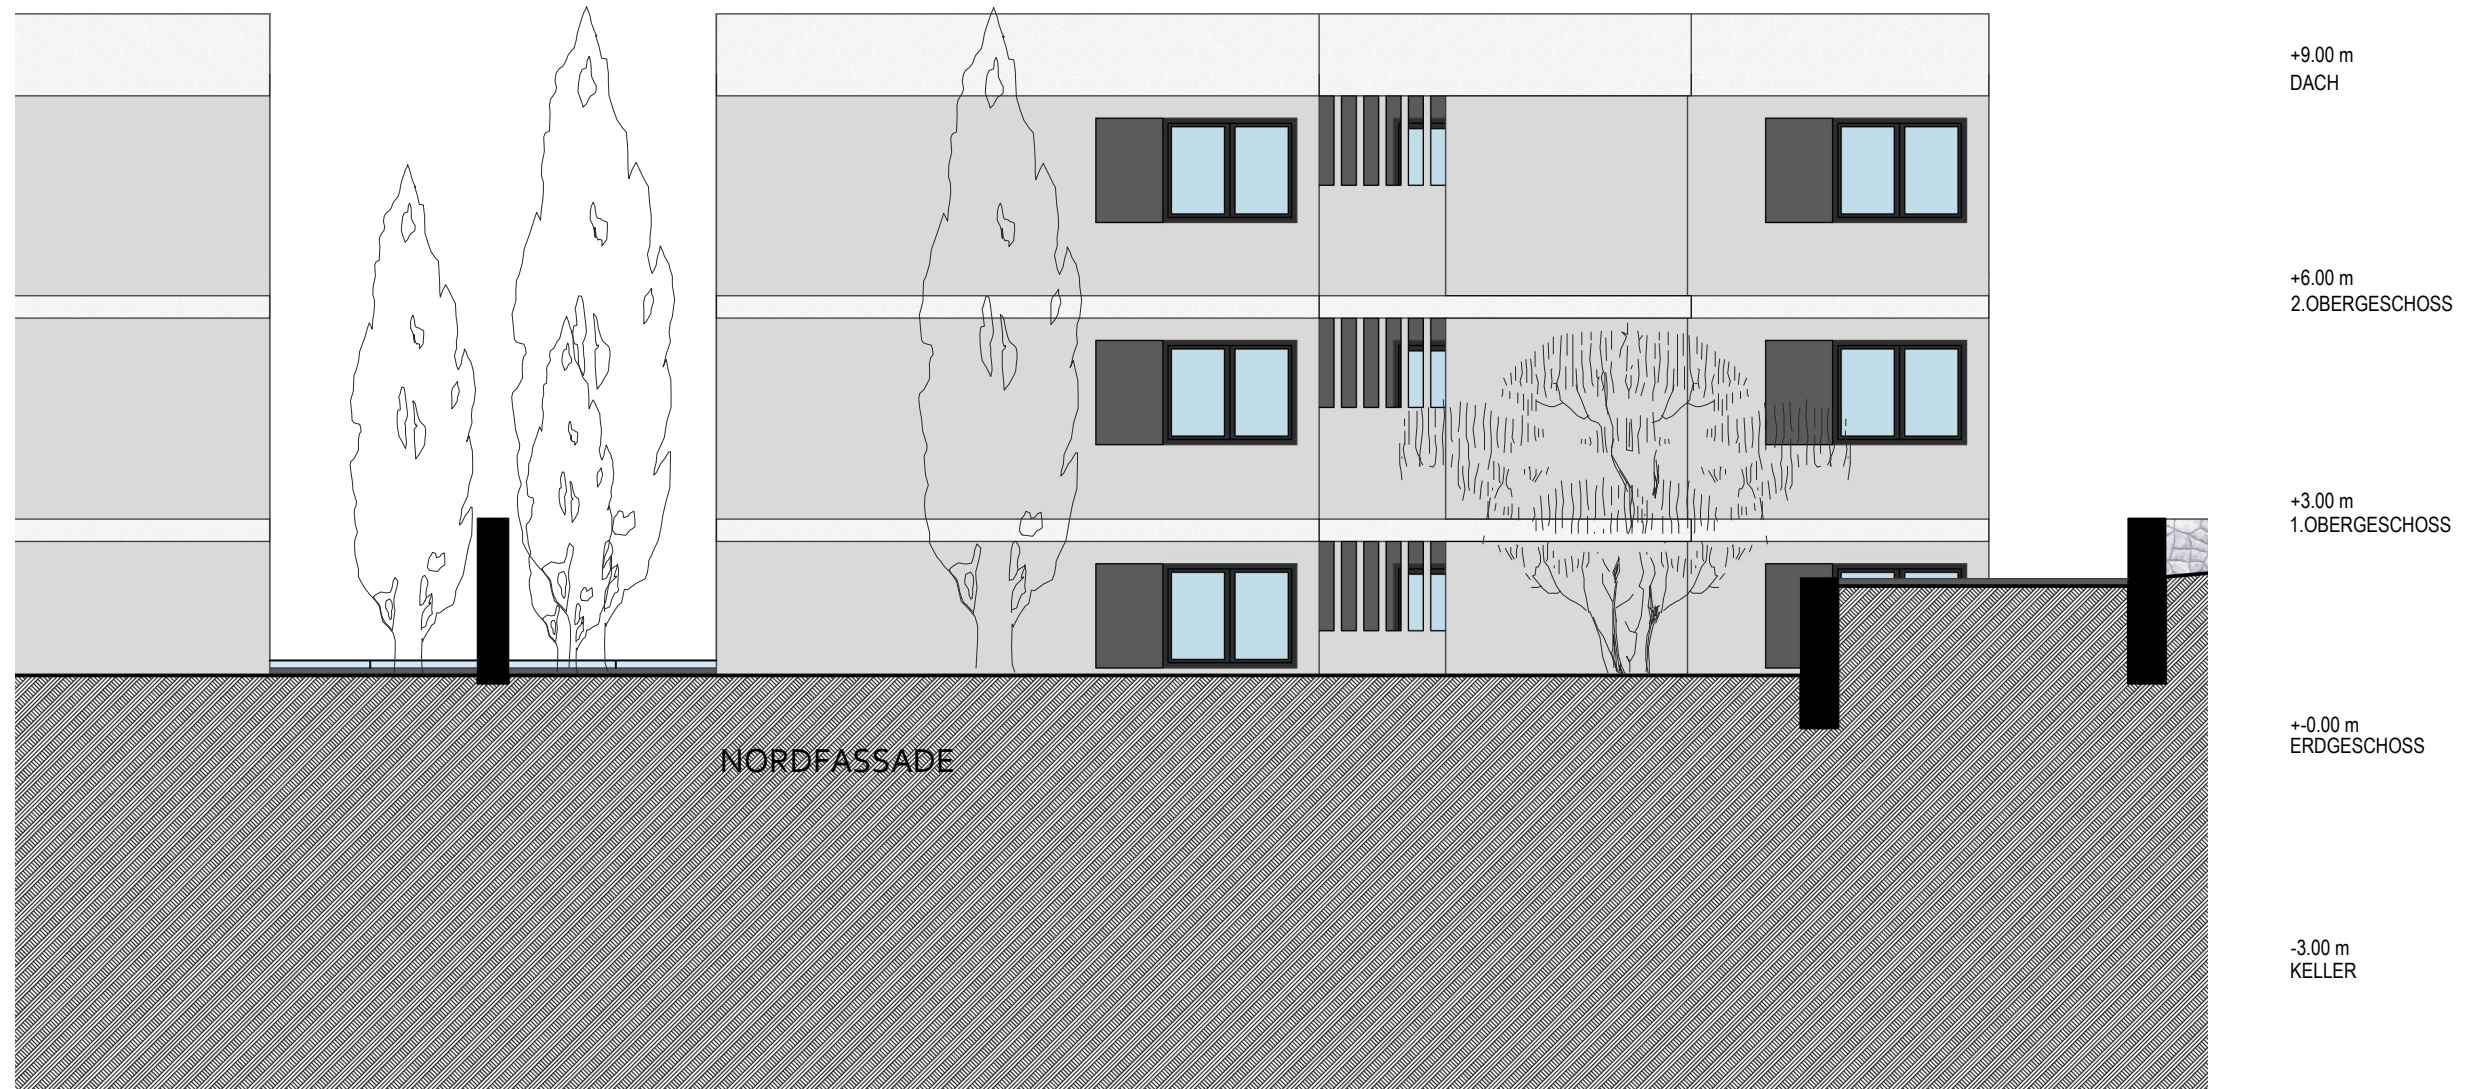 +9.00 m
DACH
+6.00 m
2.OBERGESCHOSS
+3.00 m
1.OBERGESCHOSS
+-0.00 m
ERDGESCHOSS
NORDFASSADE
-3.00 m
KELLER